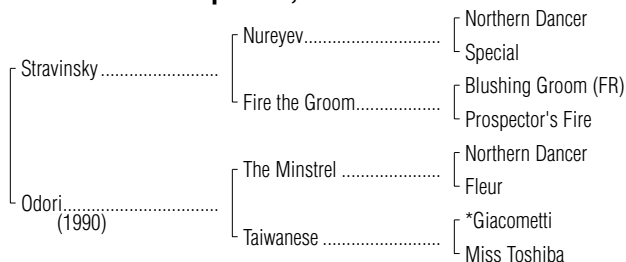 Northern Dancer
Nureyev
Special
Stravinsky
Blushing Groom (FR)
Fire the Groom
Prospector's Fire
Northern Dancer
The Minstrel
Fleur
Odori
(1990)
*Giacometti
Taiwanese
Miss Toshiba